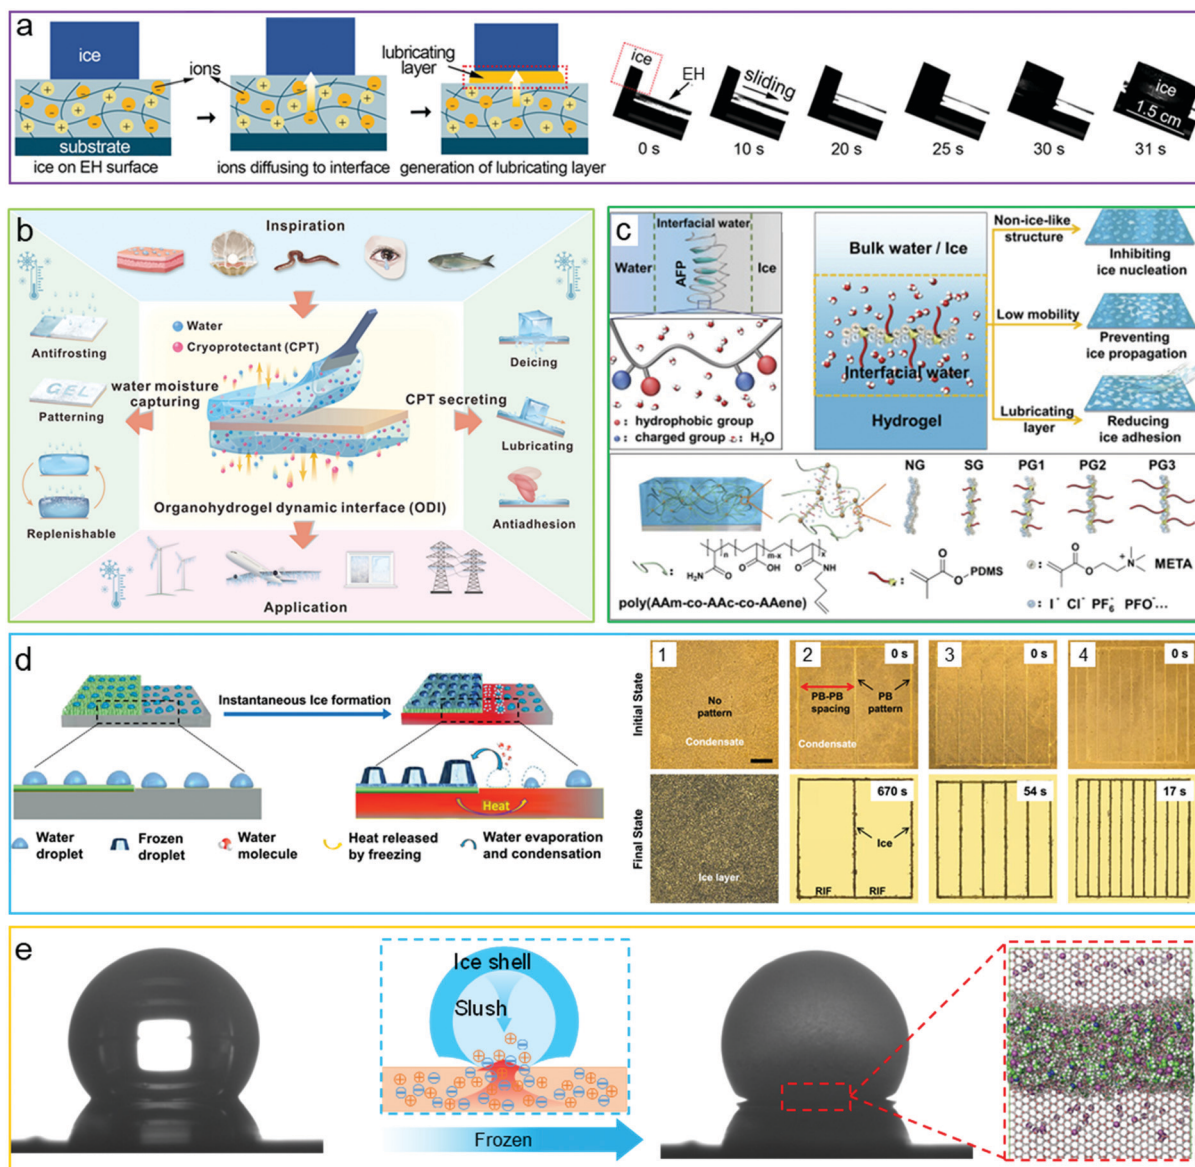 a
ice
ions
substrate
ice on EH surface
ions diffusing to interface
lubricating
layer
generation of lubricating layer
ice
EH
sliding
ice
1.5 cm
0 s
10 s
20 s
25 s
30 s
31 s
b
Inspiration
Water
Cryoprotectant (CPT)
Antifrosting
Patterning
GEL
Replenishable
water moisture
capturing
CPT secreting
Deicing
Lubricating
Antiadhesion
Organohydrogel dynamic interface (ODI)
Application
c
Interfacial water
Water
AFP
Ice
: hydrophobic group
: charged group
: H2O
Bulk water / Ice
Interfacial water
Hydrogel
Non-ice-like
structure
Inhibiting
ice nucleation
Low mobility
Preventing
ice propagation
Lubricating
layer
Reducing
ice adhesion
NG
SG
PG1
PG2
PG3
n
m-x
x
H2N
O
OH
O
NH
O
poly(AAm-co-AAc-co-AAene)
:
O
O
PDMS
:
O
O
N
+
META
: I- Cl- PF6- PFO-...
d
Instantaneous Ice formation
Heat
Water
droplet
Frozen
droplet
Water
molecule
Heat released
by freezing
Water evaporation
and condensation
Initial State
Final State
1
No
pattern
Condensate
2
0 s
PB-PB
spacing
PB
pattern
Condensate
3
0 s
4
0 s
Ice layer
670 s
Ice
RIF
RIF
54 s
17 s
e
Ice shell
Slush
Frozen